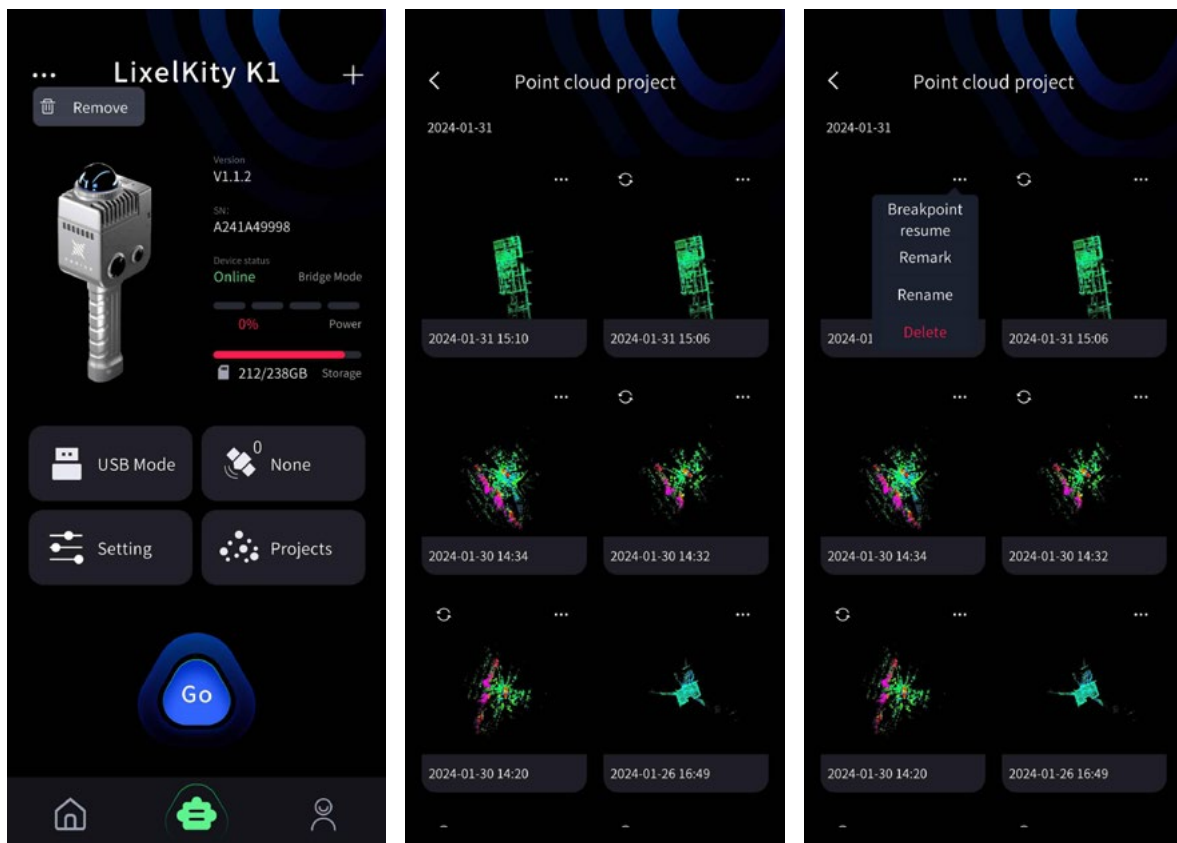 LixelKity K1
Remove
Version
V1.1.2
SN:
A241A49998
Device status
Online Bridge Mode
0% Power
212/238GB Storage
USB Mode
0
None
Setting
Projects
Go
Point cloud project
2024-01-31
2024-01-31 15:10
2024-01-31 15:06
2024-01-30 14:34
2024-01-30 14:32
2024-01-30 14:20
2024-01-26 16:49
Point cloud project
2024-01-31
Breakpoint
resume
Remark
Rename
Delete
2024-01
2024-01-31 15:06
2024-01-30 14:34
2024-01-30 14:32
2024-01-30 14:20
2024-01-26 16:49